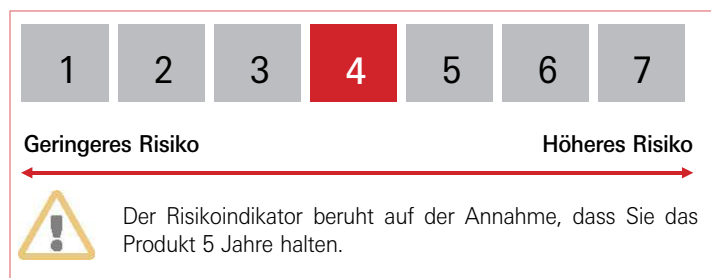 1 2 3 4 5 6 7
Geringeres Risiko Höheres Risiko
Der Risikoindikator beruht auf der Annahme, dass Sie das
Produkt 5 Jahre halten.